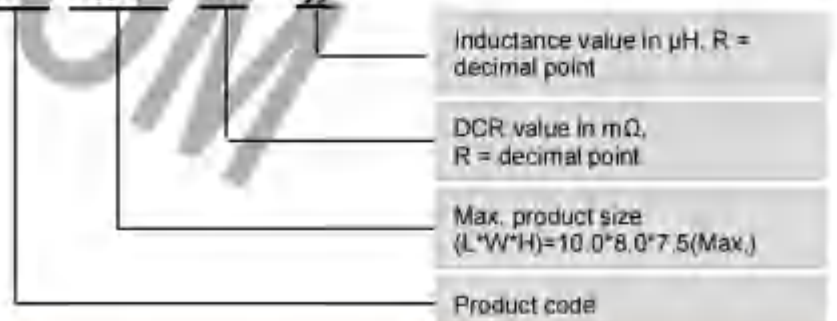 Inductance value in µH, R =
decimal point
DCR value in mΩ,
R = decimal point
Max. product size
(L*W*H)=10.0*8.0*7.5(Max.)
Product code